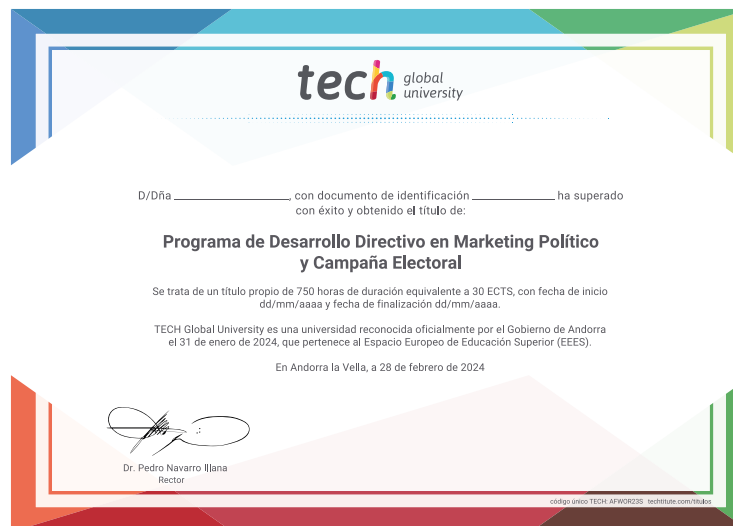 tech global university
D/Dña ____________________, con documento de identificación _______________ ha superado
con éxito y obtenido el título de:
Programa de Desarrollo Directivo en Marketing Político
y Campaña Electoral
Se trata de un título propio de 750 horas de duración equivalente a 30 ECTS, con fecha de inicio
dd/mm/aaaa y fecha de finalización dd/mm/aaaa.
TECH Global University es una universidad reconocida oficialmente por el Gobierno de Andorra
el 31 de enero de 2024, que pertenece al Espacio Europeo de Educación Superior (EEES).
En Andorra la Vella, a 28 de febrero de 2024
Dr. Pedro Navarro Illana
Rector
código único TECH: AFWOR23S techtitute.com/titulos